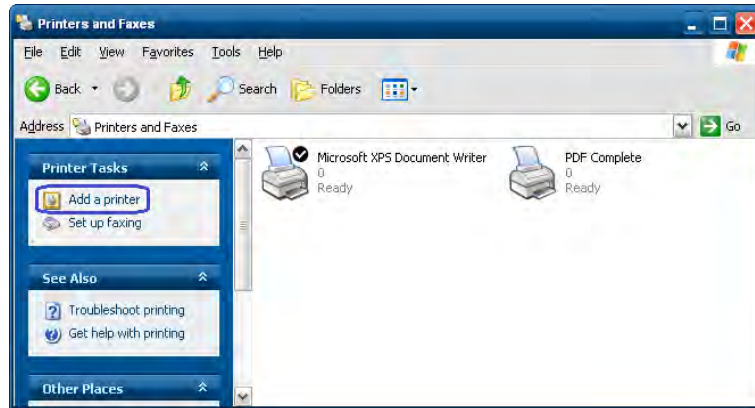 Printers and Faxes
File Edit View Favorites Tools Help
Back Search Folders
Address Printers and Faxes Go
Printer Tasks
Add a printer
Set up faxing
See Also
Troubleshoot printing
Get help with printing
Other Places
Microsoft XPS Document Writer
0
Ready
PDF Complete
0
Ready